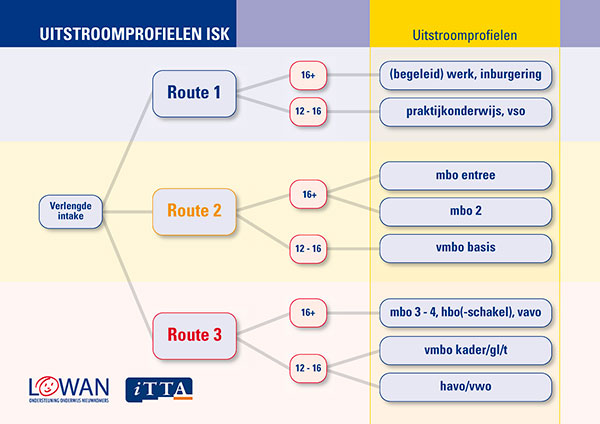 UITSTROOMPROFIELEN ISK
Uitstroomprofielen
Verlengde
intake
Route 1
16+
(begeleid) werk, inburgering
12 - 16
praktijkonderwijs, vso
Route 2
16+
mbo entree
mbo 2
12 - 16
vmbo basis
Route 3
16+
mbo 3 - 4, hbo(-schakel), vavo
12 - 16
vmbo kader/gl/t
havo/vwo
LOWAN
ONDERSTEUNING ONDERWIJS NIEUWKOMERS
iTTA